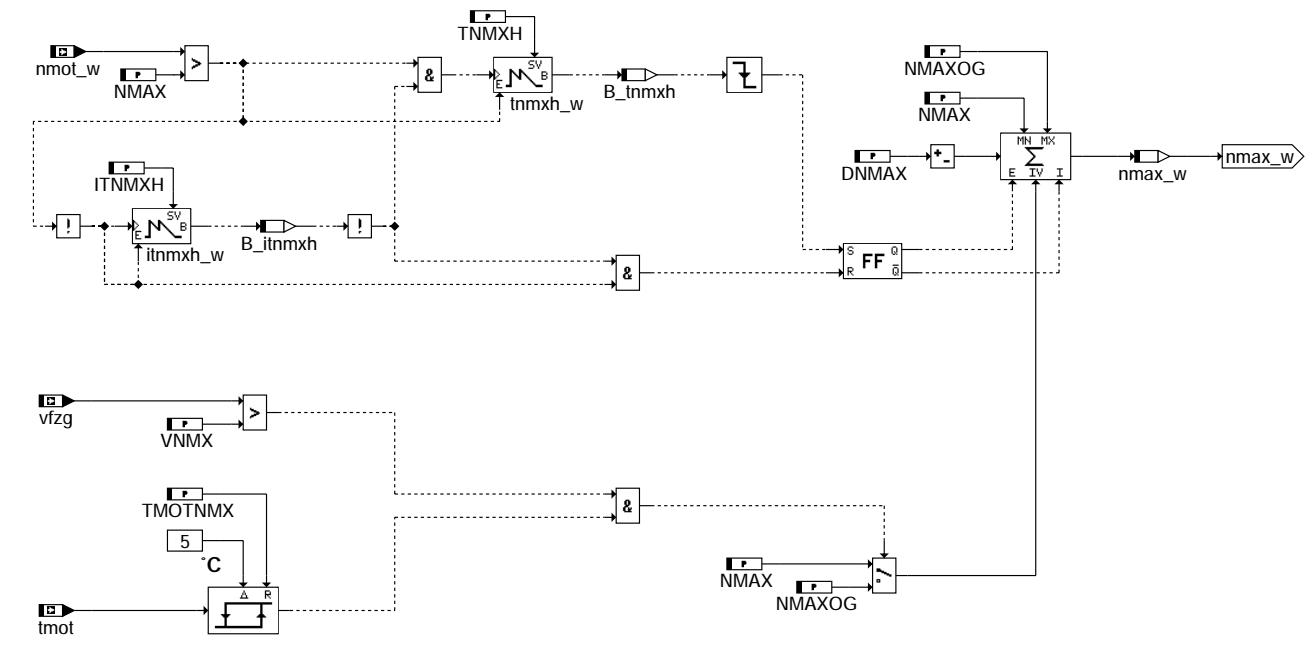 TNMXH
P
SV
E
B
tnmxh_w
nmot_w
P
NMAX
>
&
B_tnmxh
P
NMAXOG
P
NMAX
P
DNMAX
+
-
MN MX
Σ
E IV I
nmax_w
nmax_w
P
ITNMXH
!
SV
E
B
itnmxh_w
B_itnmxh
!
&
S Q
FF
R Q̅
vfzg
P
VNMX
>
P
TMOTNMX
5
°C
Δ R
tmot
&
P
NMAX
P
NMAXOG